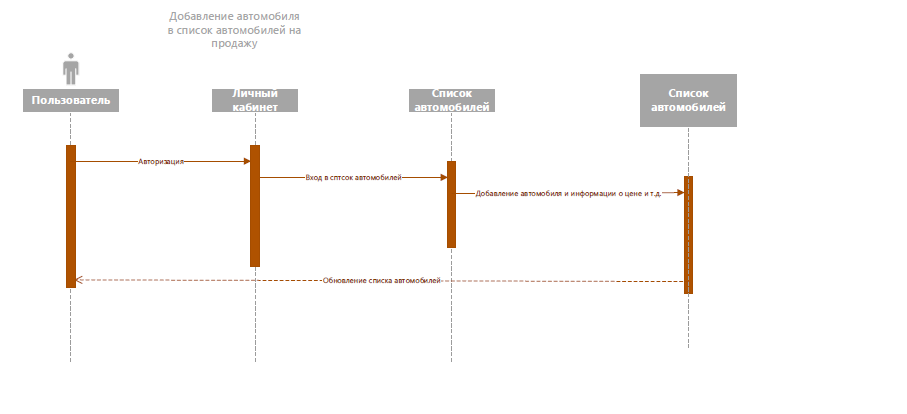 Добавление автомобиля
в список автомобилей на
продажу
Пользователь
Личный
кабинет
Список
автомобилей
Список
автомобилей
Авторизация
Вход в сптсок автомобилей
Добавление автомобиля и информации о цене и т.д.
Обновление списка автомобилей